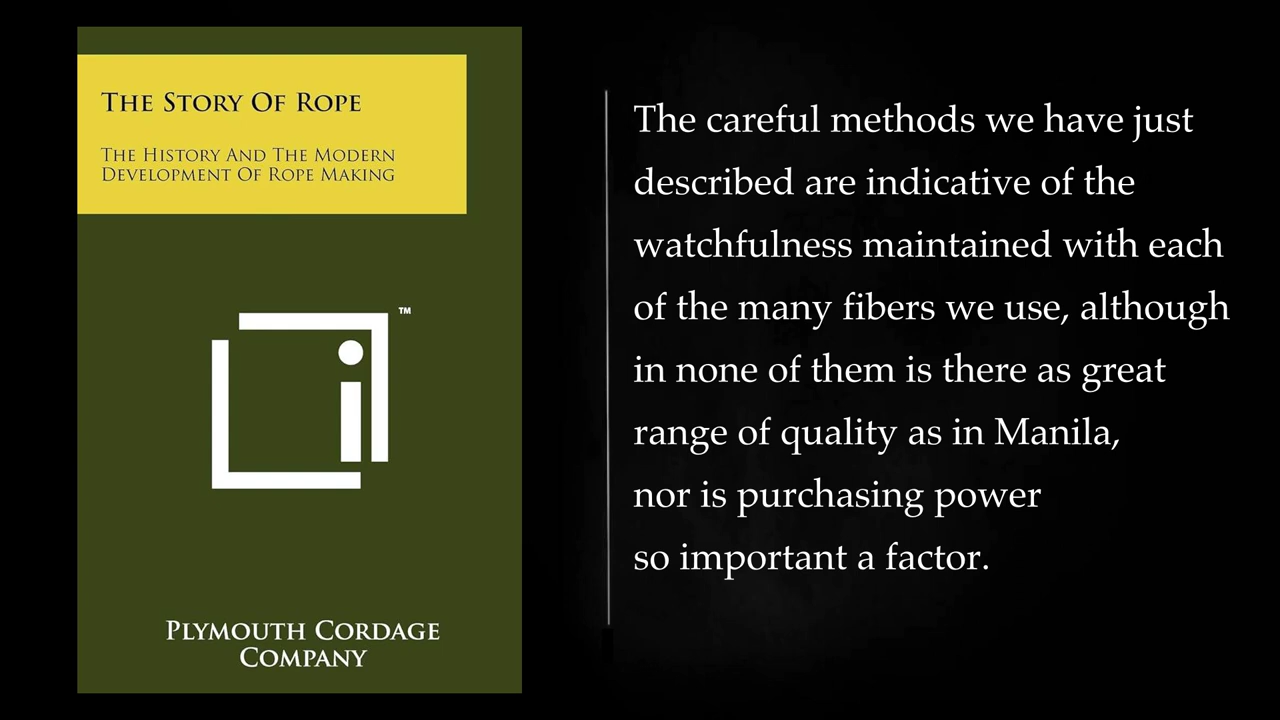 The Story Of Rope
The History And The Modern
Development Of Rope Making
™
Plymouth Cordage
Company
The careful methods we have just
described are indicative of the
watchfulness maintained with each
of the many fibers we use, although
in none of them is there as great
range of quality as in Manila,
nor is purchasing power
so important a factor.